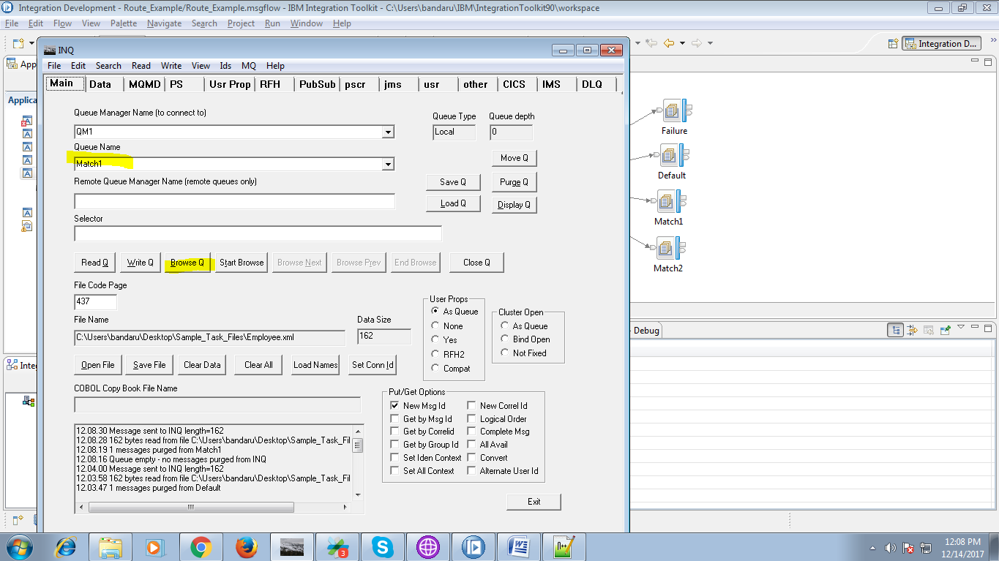 Integration Development - Route_Example/Route_Example.msgflow - IBM Integration Toolkit - C:\Users\bandaru\IBM\IntegrationToolkit90\workspace
File Edit Flow View Palette Navigate Search Project Run Window Help
Integration D...
INQ
File Edit Search Read Write View Ids MQ Help
Main Data MQMD PS Usr Prop RFH PubSub pscr jms usr other CICS IMS DLQ
Queue Manager Name (to connect to)
QM1
Queue Type Queue depth
Local 0
Queue Name
Match1
Move Q
Remote Queue Manager Name (remote queues only)
Save Q Purge Q
Load Q Display Q
Selector
Read Q Write Q Browse Q Start Browse Browse Next Browse Prev End Browse Close Q
File Code Page
437
File Name
C:\Users\bandaru\Desktop\Sample_Task_Files\Employee.xml
Data Size
162
User Props
As Queue
None
Yes
RFH2
Compat
Cluster Open
As Queue
Bind Open
Not Fixed
Open File Save File Clear Data Clear All Load Names Set Conn Id
COBOL Copy Book File Name
Put/Get Options
New Msg Id New Correl Id
Get by Msg Id Logical Order
Get by Correlid Complete Msg
Get by Group Id All Avail
Set Iden Context Convert
Set All Context Alternate User Id
12.08.30 Message sent to INQ length=162
12.08.28 162 bytes read from file C:\Users\bandaru\Desktop\Sample_Task_Fil
12.08.19 1 messages purged from Match1
12.08.16 Queue empty - no messages purged from INQ
12.04.00 Message sent to INQ length=162
12.03.58 162 bytes read from file C:\Users\bandaru\Desktop\Sample_Task_Fil
12.03.47 1 messages purged from Default
Exit
App
Applica
Integ
Failure
Default
Match1
Match2
Debug
3
12:08 PM
12/14/2017